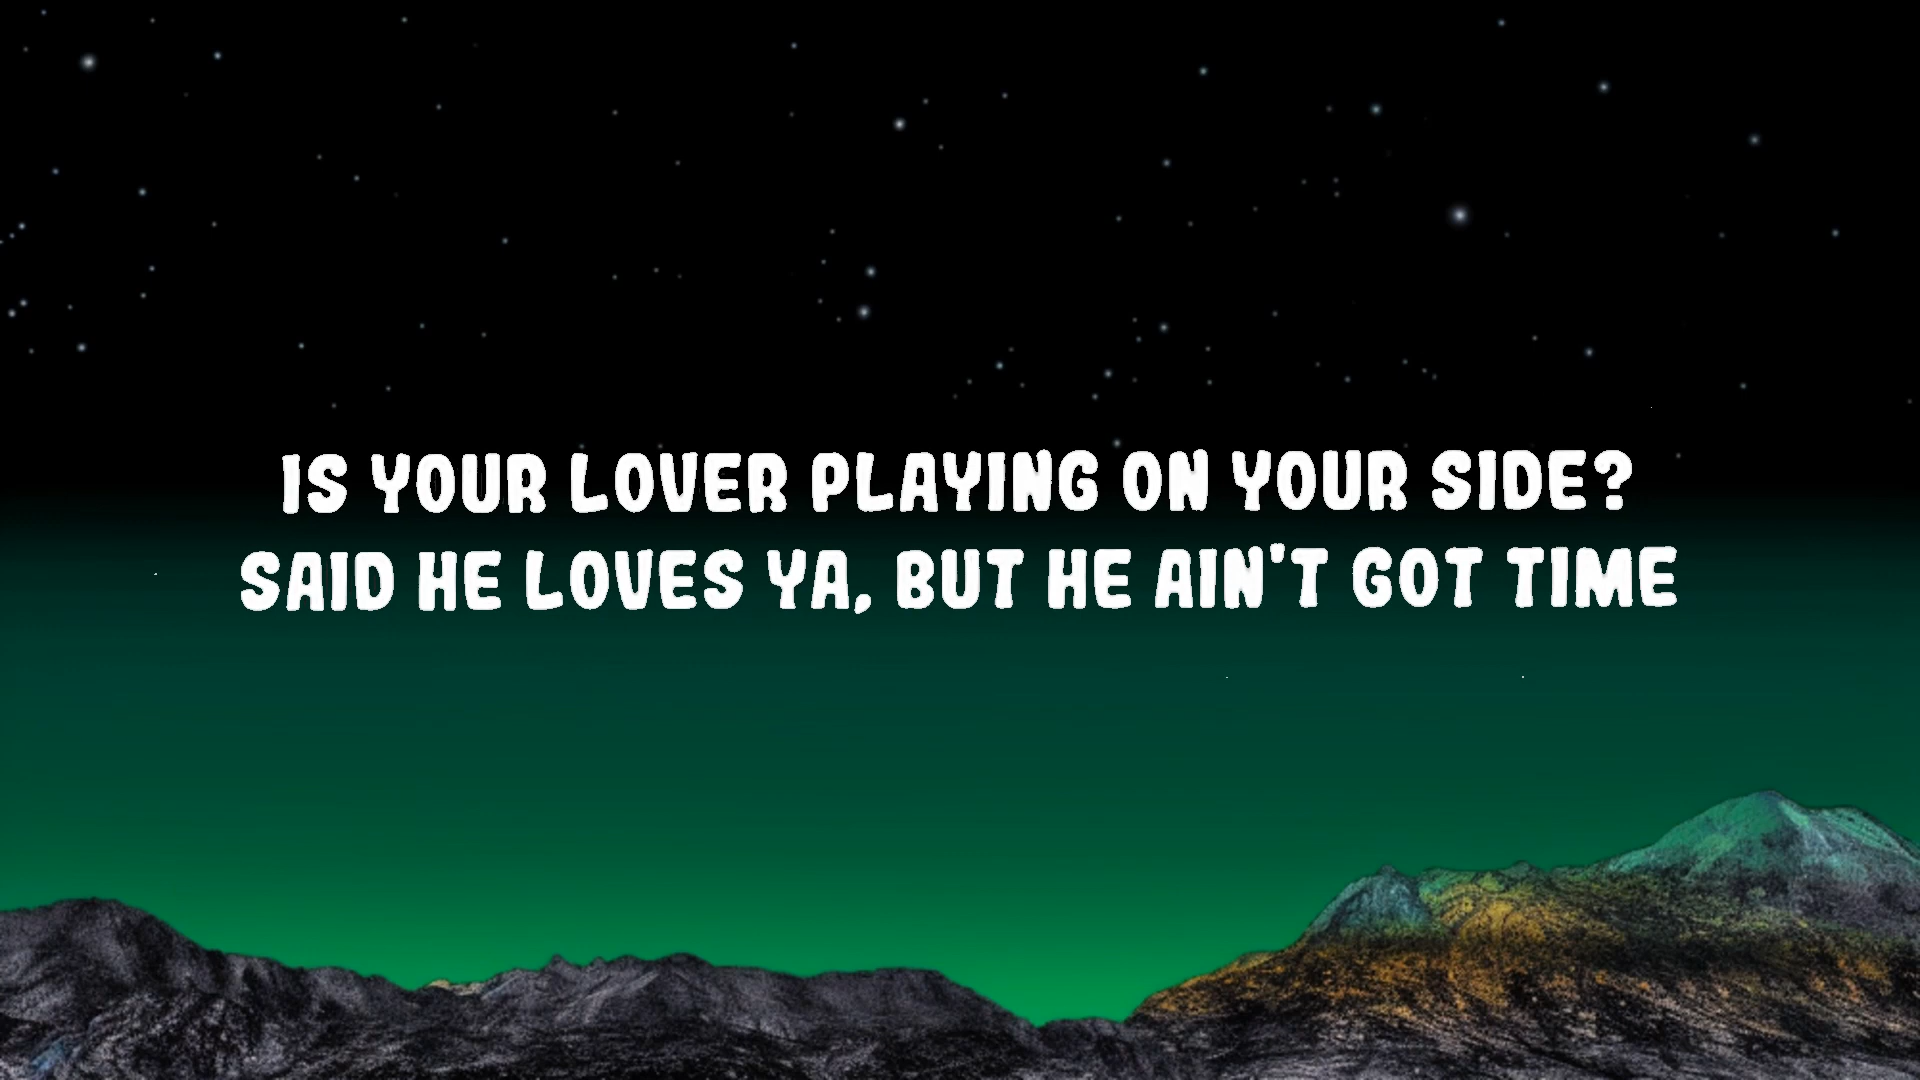 IS YOUR LOVER PLAYING ON YOUR SIDE?
SAID HE LOVES YA, BUT HE AIN'T GOT TIME